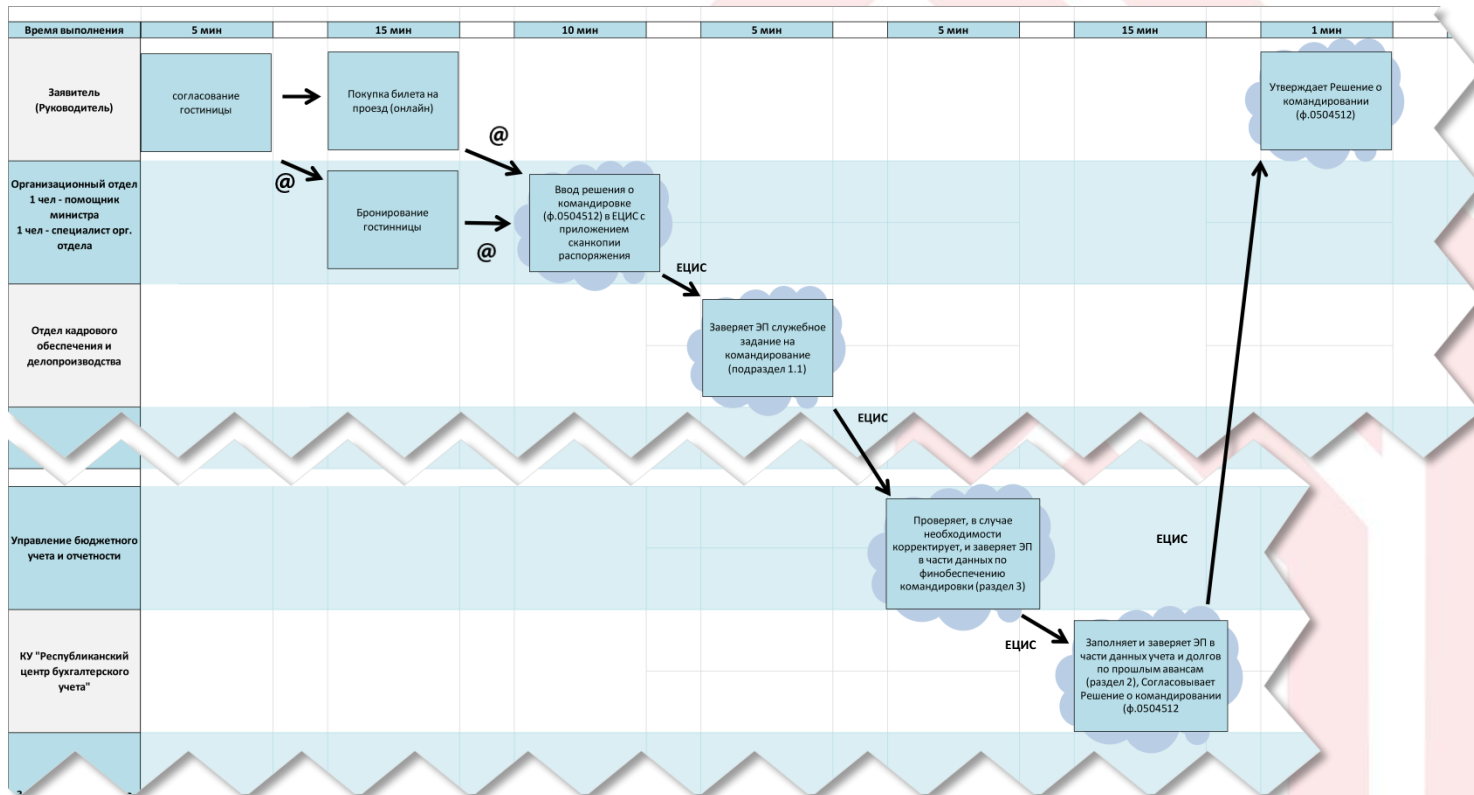 Время выполнения
5 мин
15 мин
10 мин
5 мин
5 мин
15 мин
1 мин
Заявитель
(Руководитель)
согласование
гостиницы
Покупка билета на
проезд (онлайн)
@
Утверждает Решение о
командировании
(ф.0504512)
Организационный отдел
1 чел - помощник
министра
1 чел - специалист орг.
отдела
@
Бронирование
гостинницы
@
Ввод решения о
командировке
(ф.0504512) в ЕЦИС с
приложением
сканкопии
распоряжения
ЕЦИС
Отдел кадрового
обеспечения и
делопроизводства
Заверяет ЭП служебное
задание на
командирование
(подраздел 1.1)
ЕЦИС
Управление бюджетного
учета и отчетности
Проверяет, в случае
необходимости
корректирует, и заверяет ЭП
в части данных по
финобеспечению
командировки (раздел 3)
ЕЦИС
ЕЦИС
КУ "Республиканский
центр бухгалтерского
учета"
Заполняет и заверяет ЭП в
части данных учета и долгов
по прошлым авансам
(раздел 2), Согласовывает
Решение о командировании
(ф.0504512